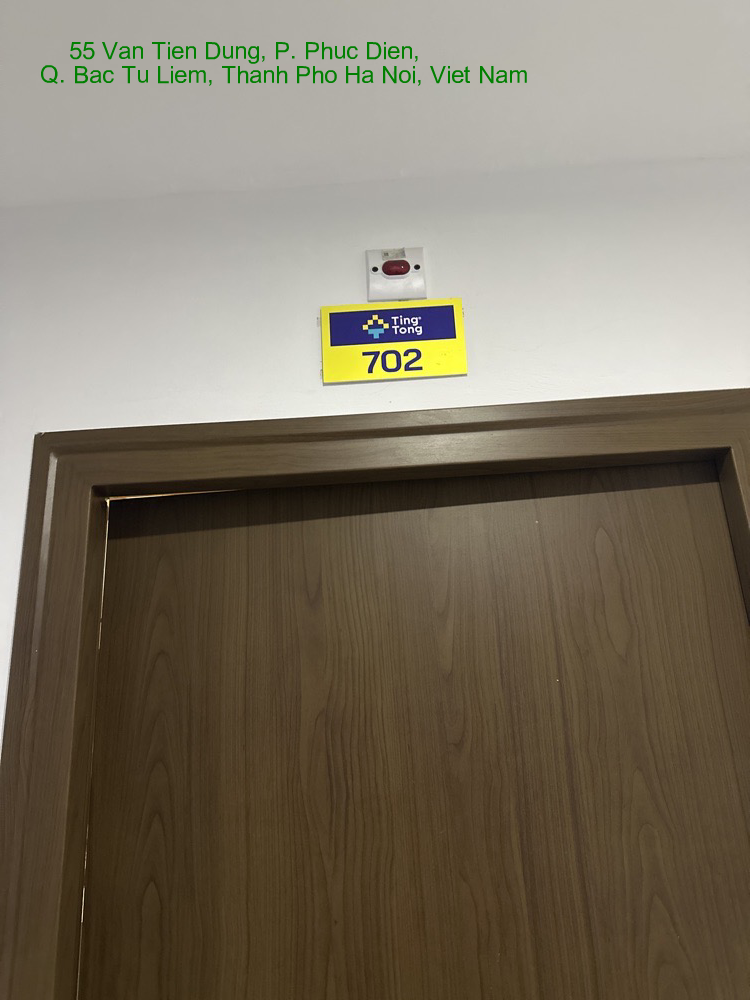 55 Van Tien Dung, P. Phuc Dien,
Q. Bac Tu Liem, Thanh Pho Ha Noi, Viet Nam
Ting
Tong
702